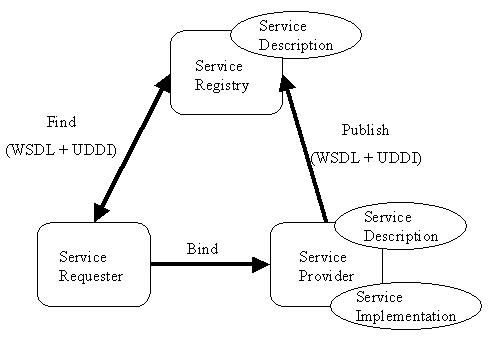 Service
Description
Service
Registry
Find
(WSDL + UDDI)
Publish
(WSDL + UDDI)
Service
Description
Service
Requester
Bind
Service
Provider
Service
Implementation